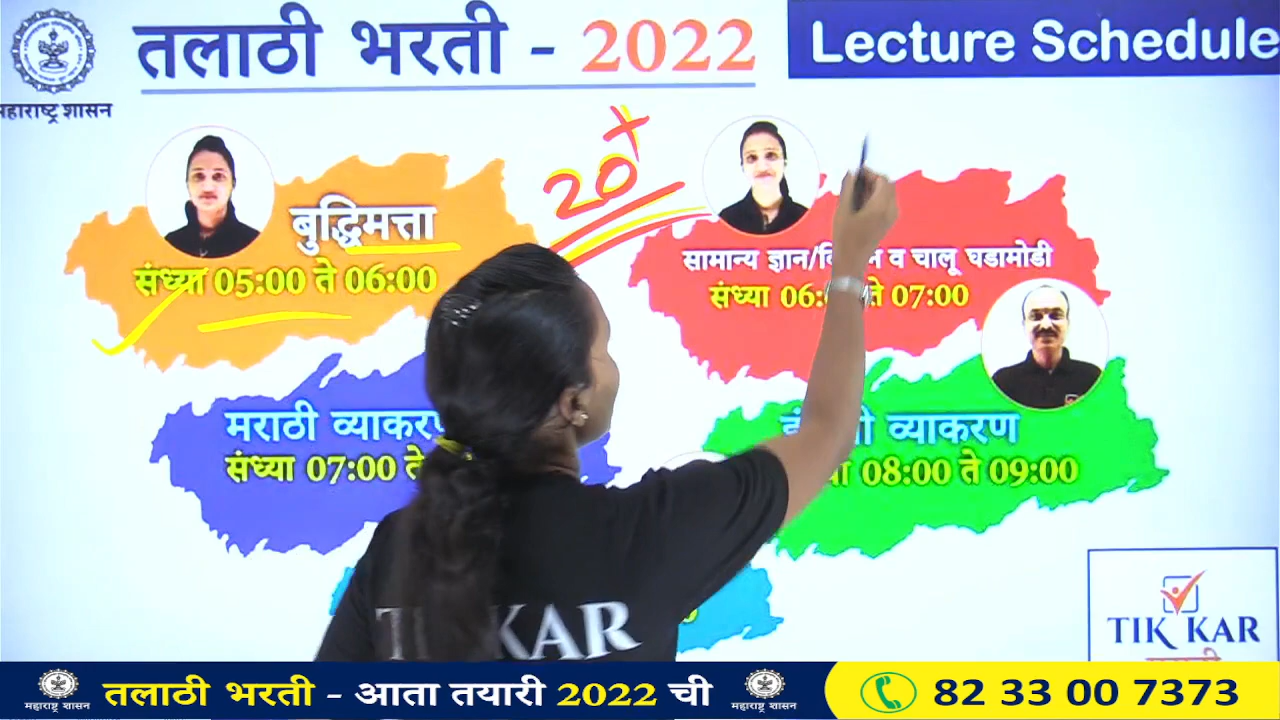 तलाठी भरती - 2022
Lecture Schedule
महाराष्ट्र शासन
20+
बुद्धिमत्ता
संध्या 05:00 ते 06:00
सामान्य ज्ञान/ व चालू घडामोडी
संध्या 06: ते 07:00
मराठी
संध्या 07:00 ते
व्याकरण
08:00 ते 09:00
TIK KAR
KAR
तलाठी भरती - आता तयारी 2022 ची
महाराष्ट्र शासन
महाराष्ट्र शासन
82 33 00 7373